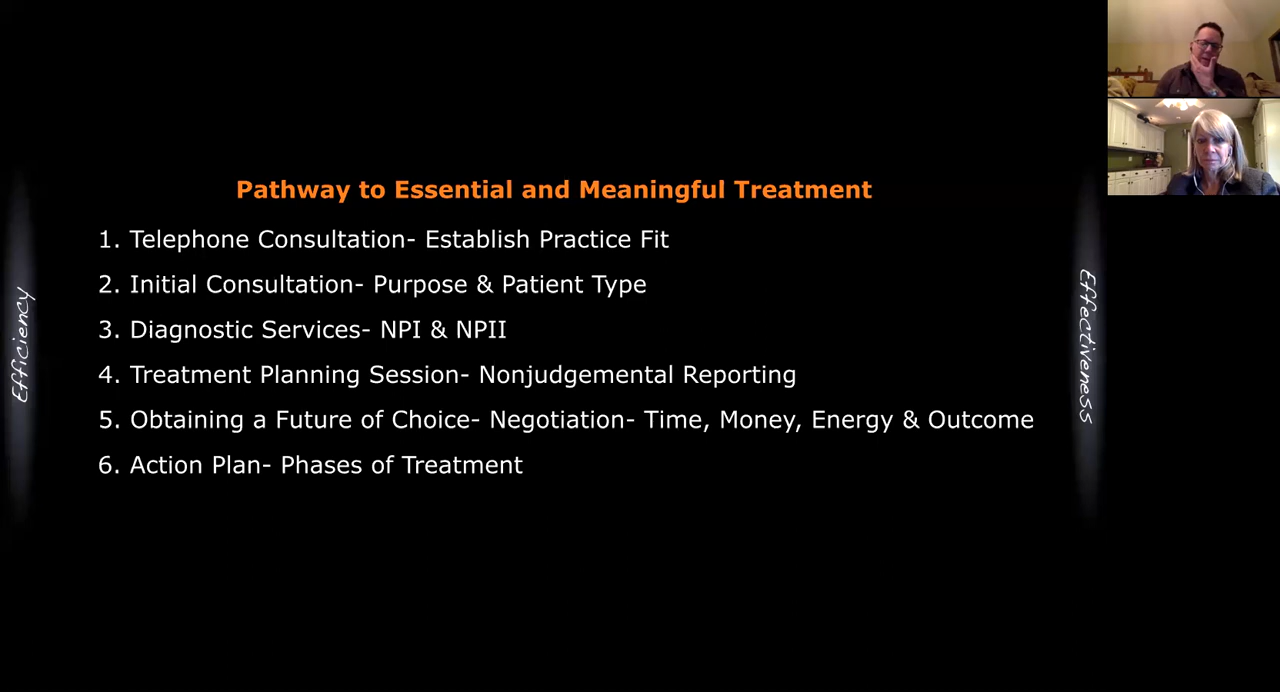 Pathway to Essential and Meaningful Treatment
1. Telephone Consultation- Establish Practice Fit
2. Initial Consultation- Purpose & Patient Type
3. Diagnostic Services- NPI & NPII
4. Treatment Planning Session- Nonjudgemental Reporting
5. Obtaining a Future of Choice- Negotiation- Time, Money, Energy & Outcome
6. Action Plan- Phases of Treatment
Efficiency
Effectiveness